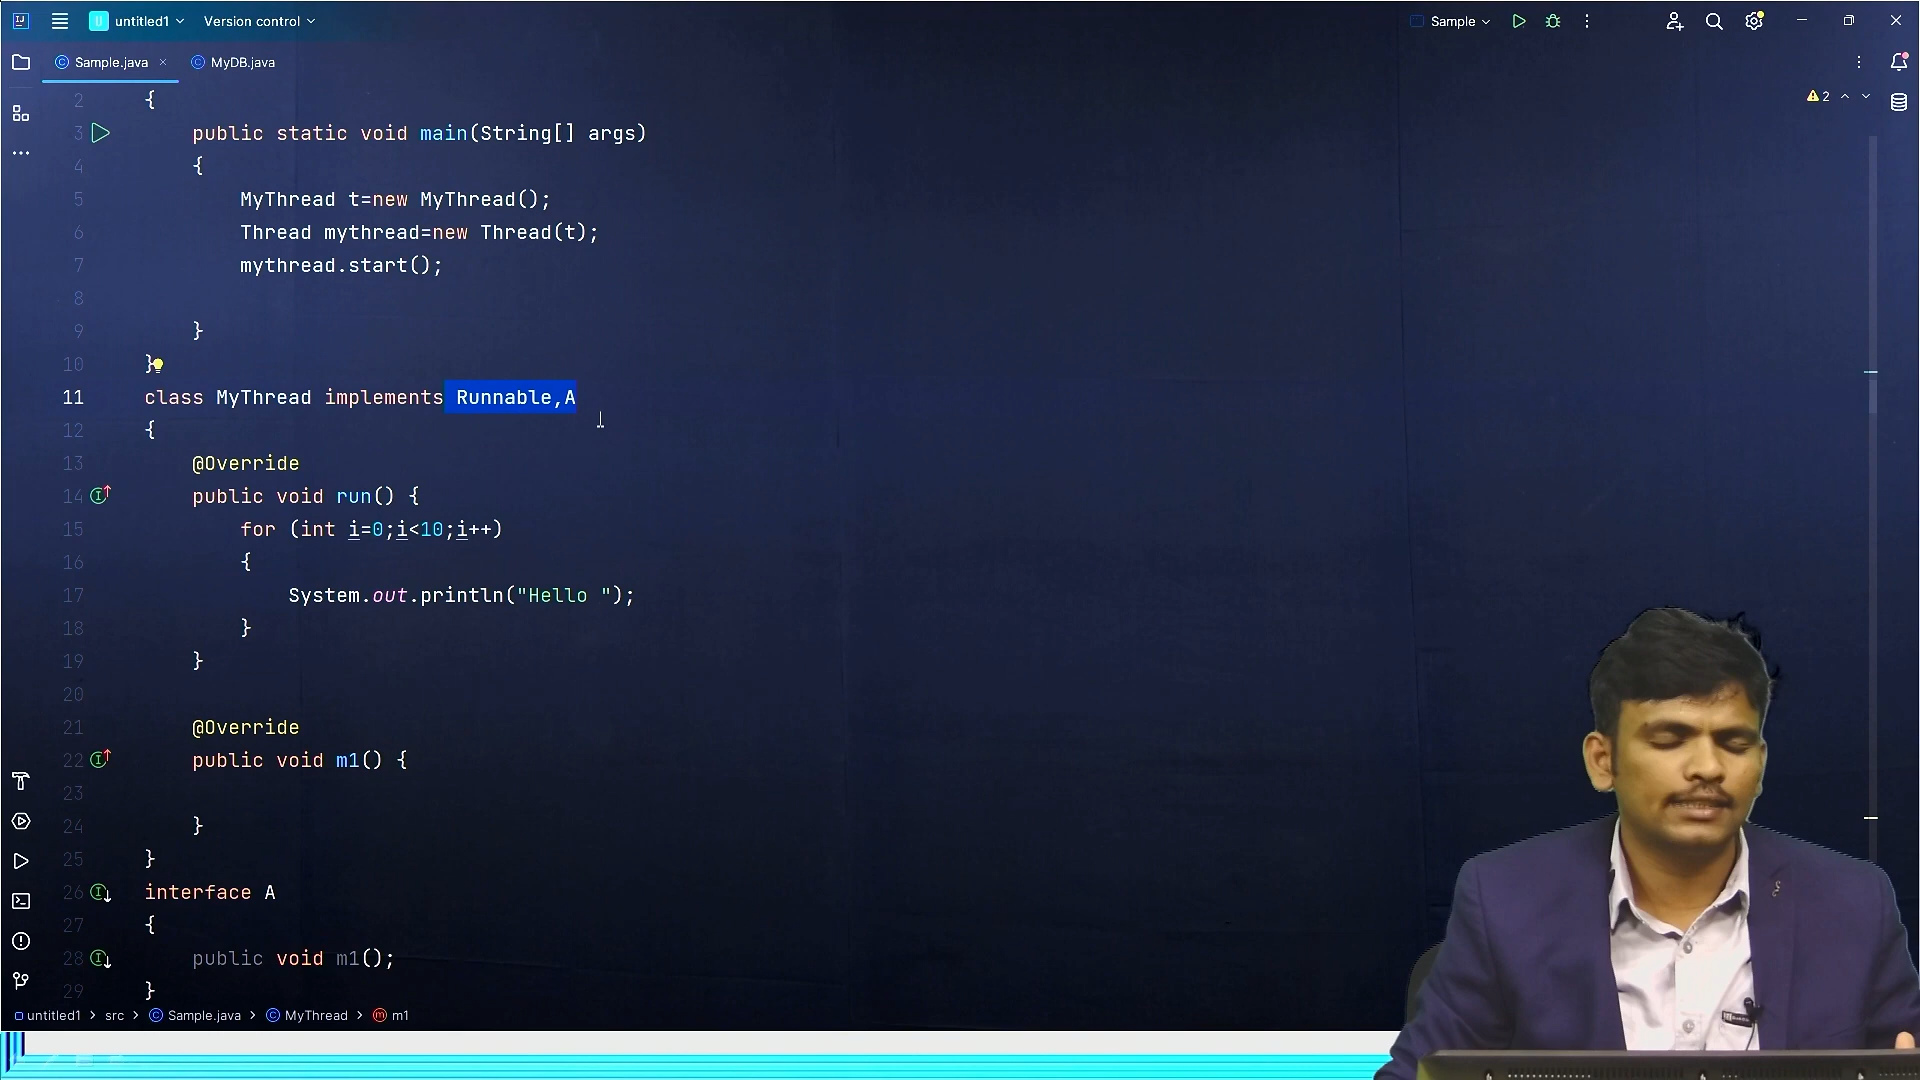 U untitled1 Version control Sample
Sample.java MyDB.java
2 {
3 public static void main(String[] args)
4 {
5 MyThread t=new MyThread();
6 Thread mythread=new Thread(t);
7 mythread.start();
8
9 }
10 }
11 class MyThread implements Runnable,A
12 {
13 @Override
14 public void run() {
15 for (int i=0;i<10;i++)
16 {
17 System.out.println("Hello ");
18 }
19 }
20
21 @Override
22 public void m1() {
23
24 }
25 }
26 interface A
27 {
28 public void m1();
29 }
2
untitled1 > src > Sample.java > MyThread > m1